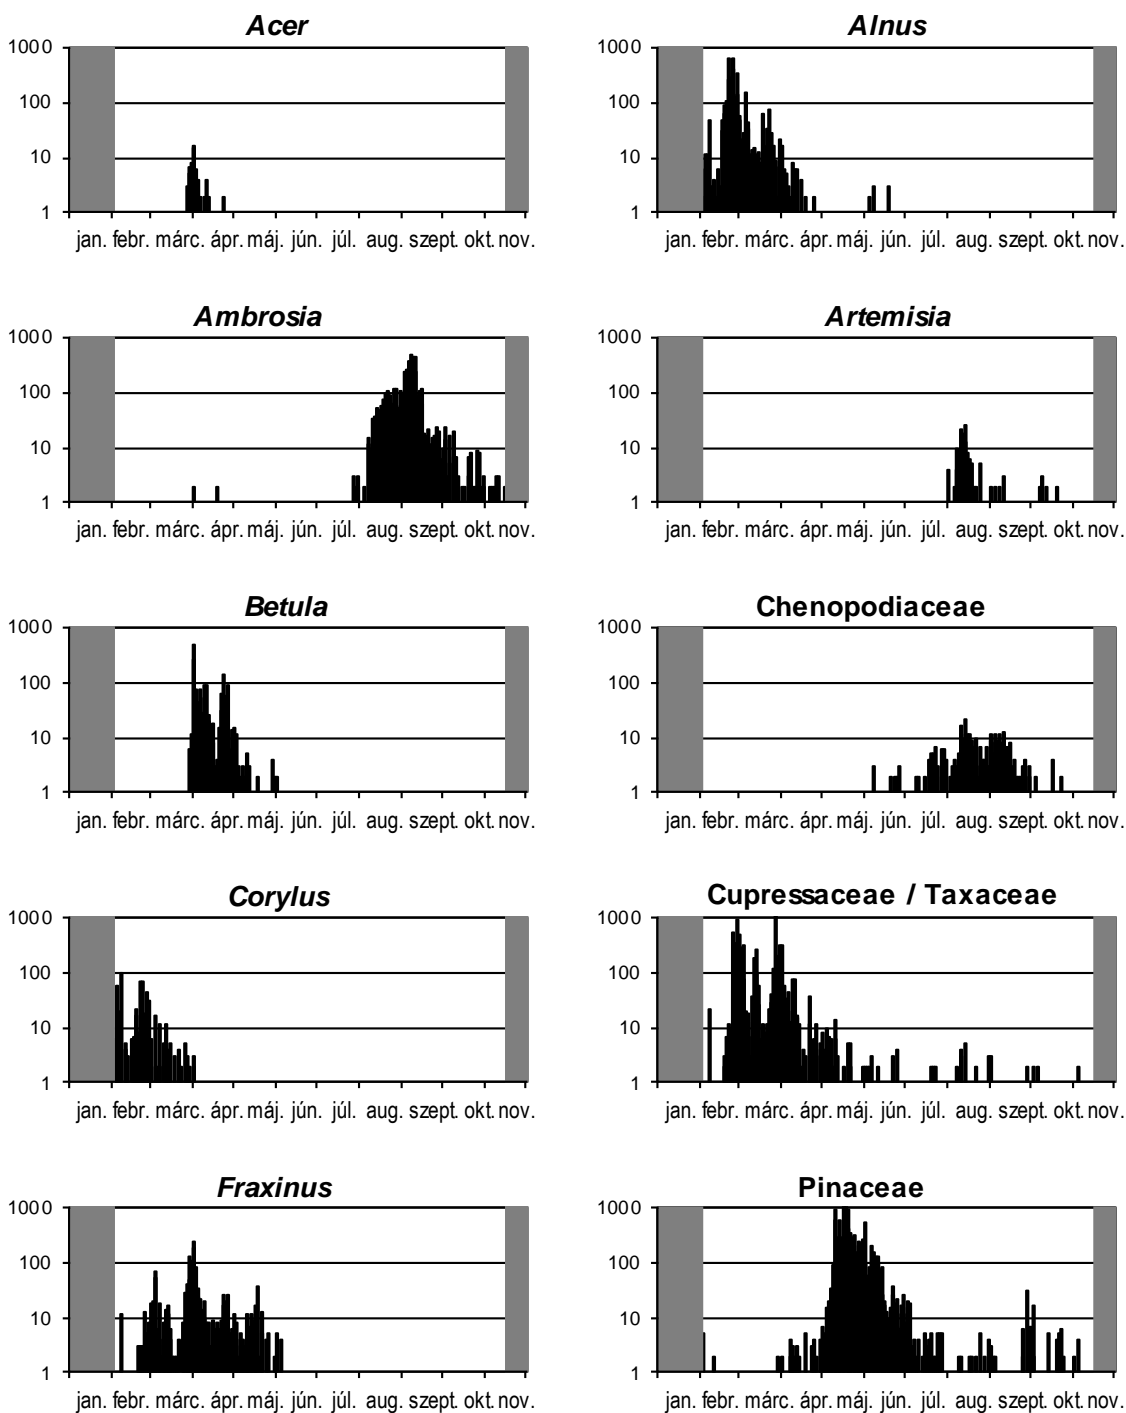 Acer Alnus
1000 1000
100 100
10 10
1 1
jan. febr. márc. ápr. máj. jún. júl. aug. szept. okt. nov. jan. febr. márc. ápr. máj. jún. júl. aug. szept. okt. nov.
Ambrosia Artemisia
1000 1000
100 100
10 10
1 1
jan. febr. márc. ápr. máj. jún. júl. aug. szept. okt. nov. jan. febr. márc. ápr. máj. jún. júl. aug. szept. okt. nov.
Betula Chenopodiaceae
1000 1000
100 100
10 10
1 1
jan. febr. márc. ápr. máj. jún. júl. aug. szept. okt. nov. jan. febr. márc. ápr. máj. jún. júl. aug. szept. okt. nov.
Corylus Cupressaceae / Taxaceae
1000 1000
100 100
10 10
1 1
jan. febr. márc. ápr. máj. jún. júl. aug. szept. okt. nov. jan. febr. márc. ápr. máj. jún. júl. aug. szept. okt. nov.
Fraxinus Pinaceae
1000 1000
100 100
10 10
1 1
jan. febr. márc. ápr. máj. jún. júl. aug. szept. okt. nov. jan. febr. márc. ápr. máj. jún. júl. aug. szept. okt. nov.